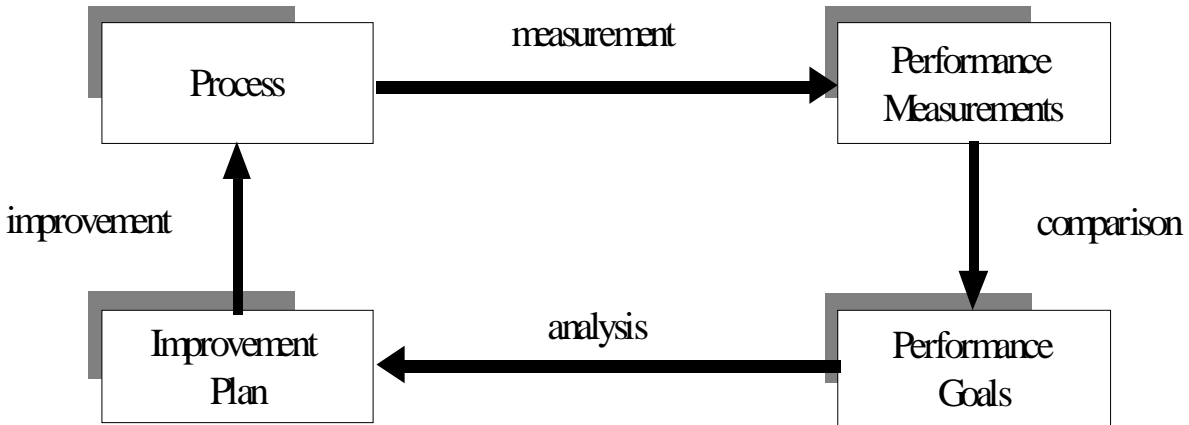 measurement
Process
Performance
Measurements
improvement
comparison
analysis
Improvement
Plan
Performance
Goals